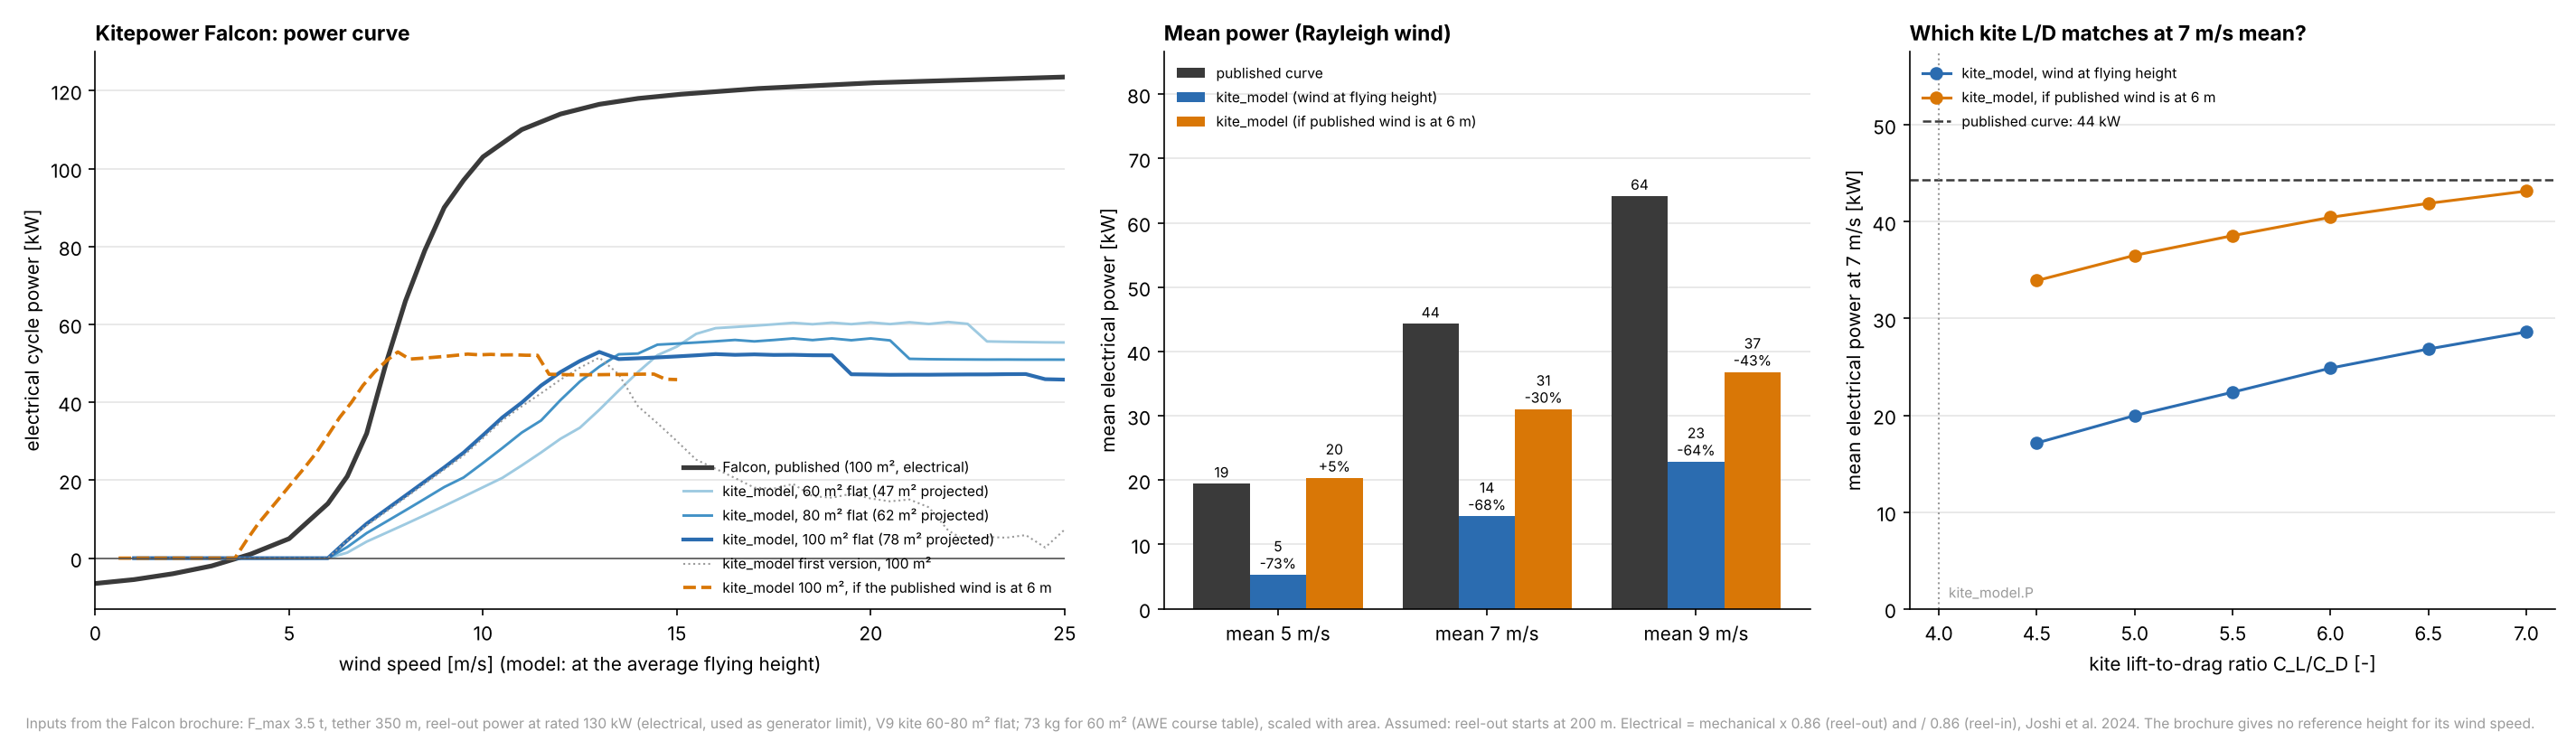 Kitepower Falcon: power curve
electrical cycle power [kW]
120
100
80
60
40
20
0
Falcon, published (100 m², electrical)
kite_model, 60 m² flat (47 m² projected)
kite_model, 80 m² flat (62 m² projected)
kite_model, 100 m² flat (78 m² projected)
kite_model first version, 100 m²
kite_model 100 m², if the published wind is at 6 m
0 5 10 15 20 25
wind speed [m/s] (model: at the average flying height)
Mean power (Rayleigh wind)
published curve
kite_model (wind at flying height)
kite_model (if published wind is at 6 m)
mean electrical power [kW]
80
70
60
50
40
30
20
10
0
19
5
-73%
20
+5%
44
14
-68%
31
-30%
64
23
-64%
37
-43%
mean 5 m/s mean 7 m/s mean 9 m/s
Which kite L/D matches at 7 m/s mean?
kite_model, wind at flying height
kite_model, if published wind is at 6 m
published curve: 44 kW
mean electrical power at 7 m/s [kW]
50
40
30
20
10
0
kite_model.P
4.0 4.5 5.0 5.5 6.0 6.5 7.0
kite lift-to-drag ratio C_L/C_D [-]
Inputs from the Falcon brochure: F_max 3.5 t, tether 350 m, reel-out power at rated 130 kW (electrical, used as generator limit), V9 kite 60-80 m² flat; 73 kg for 60 m² (AWE course table), scaled with area. Assumed: reel-out starts at 200 m. Electrical = mechanical x 0.86 (reel-out) and / 0.86 (reel-in), Joshi et al. 2024. The brochure gives no reference height for its wind speed.